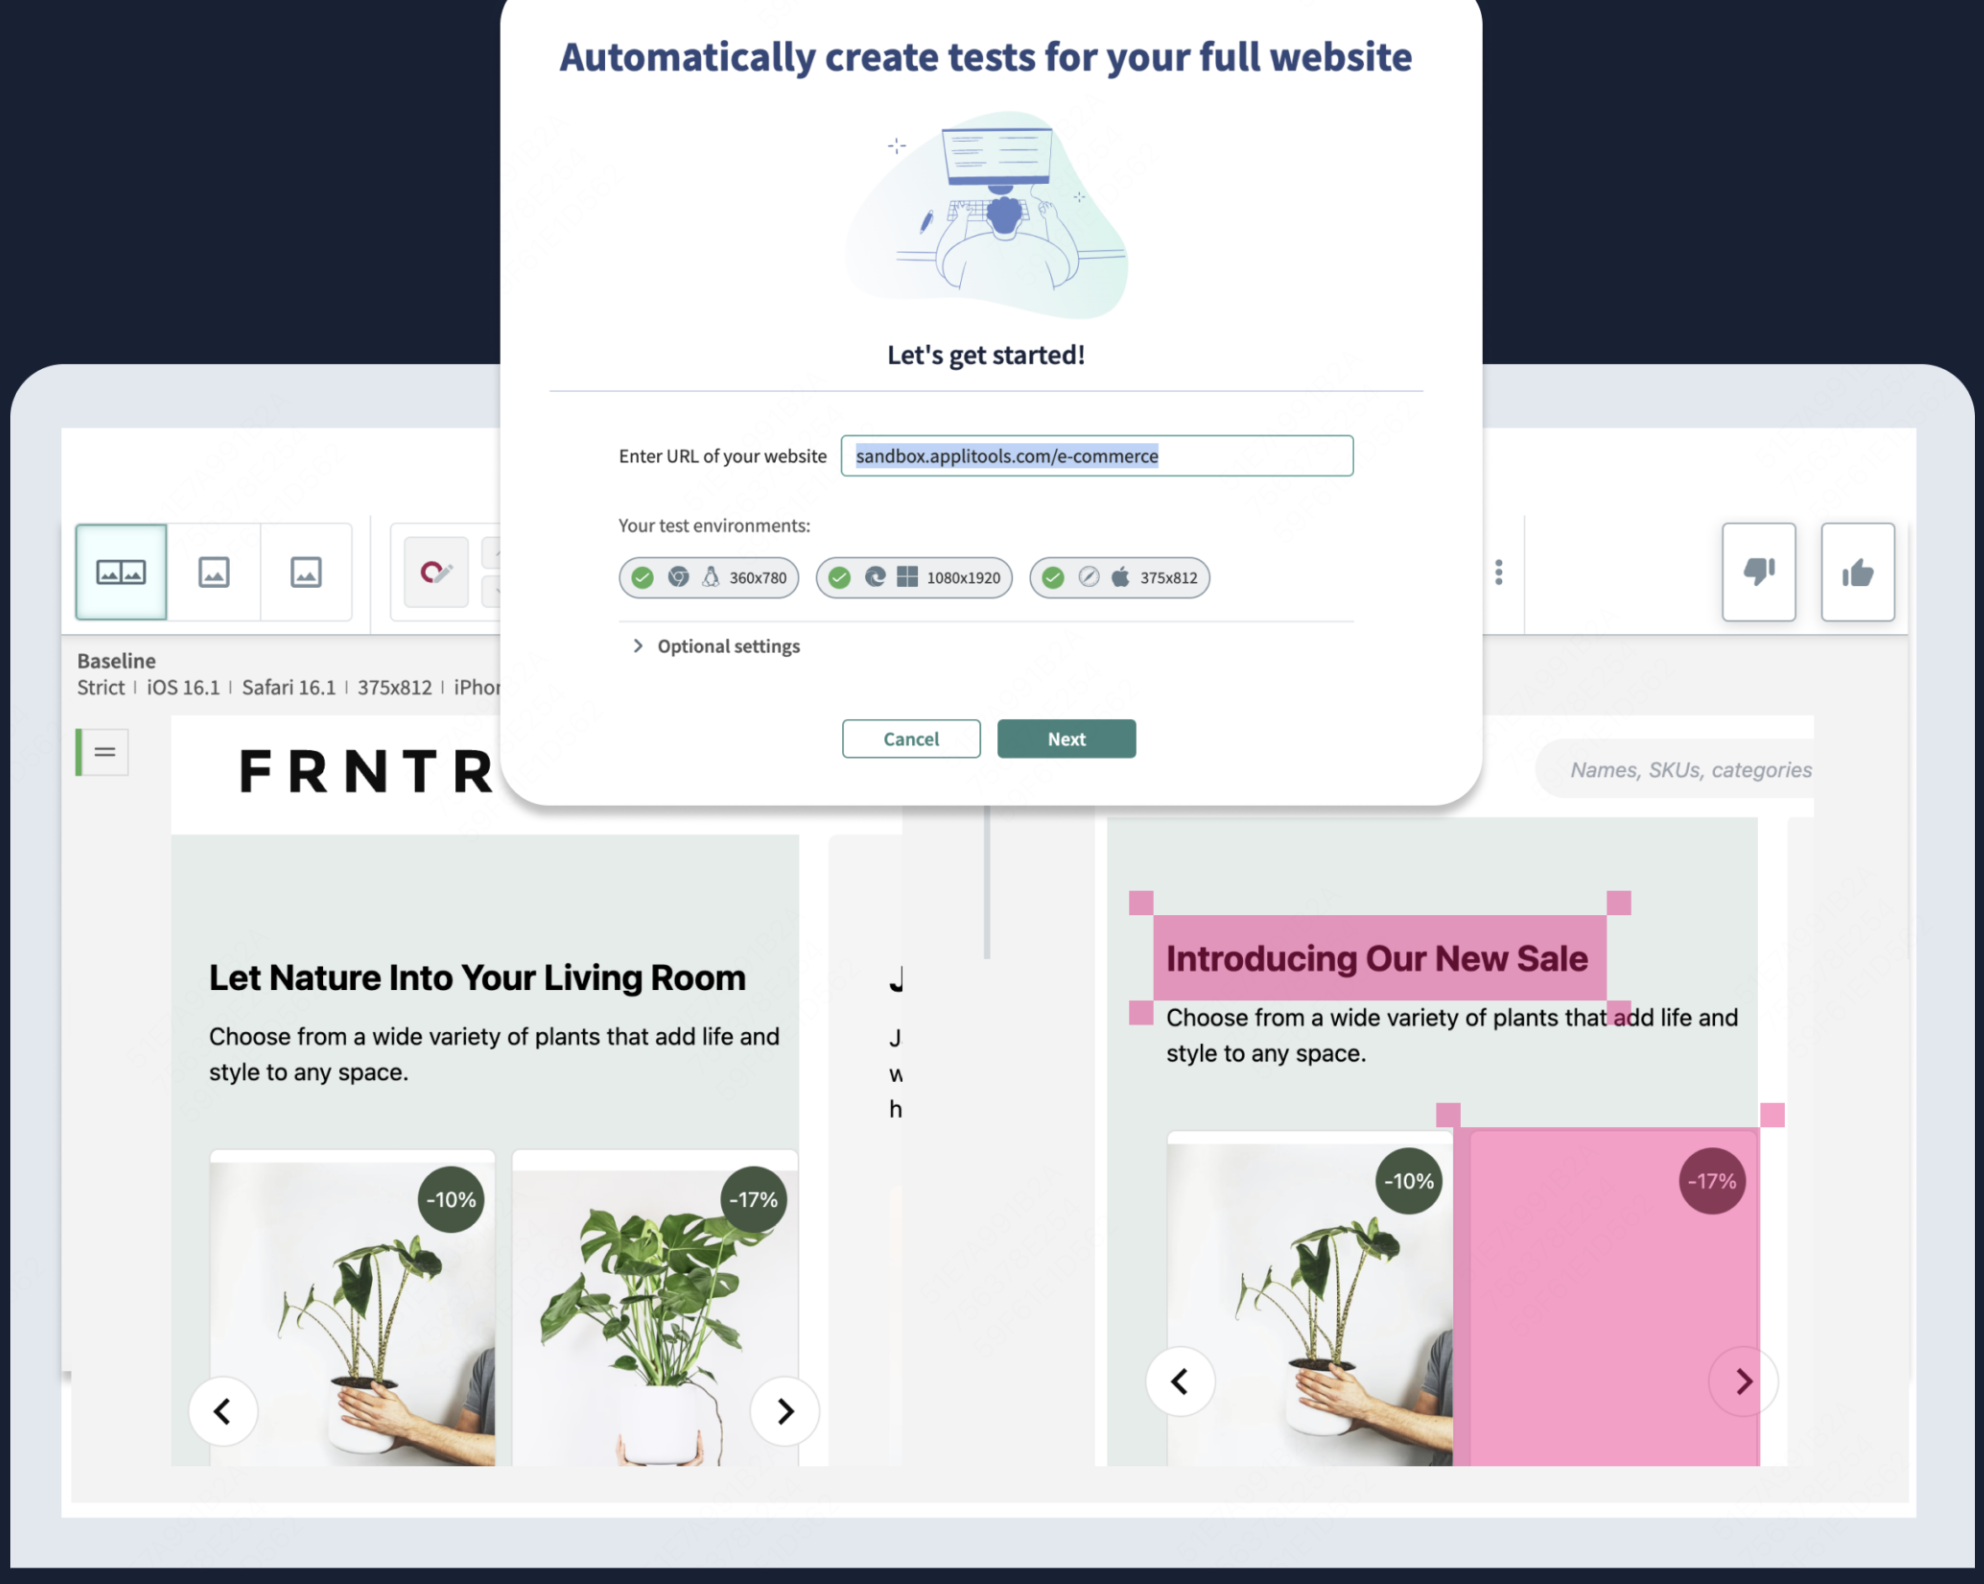 Automatically create tests for your full website
Let's get started!
Enter URL of your website sandbox.applitools.com/e-commerce
Your test environments:
360x780 1080x1920 375x812
Optional settings
Cancel Next
Baseline
Strict | iOS 16.1 | Safari 16.1 | 375x812 |
FRNTR
Let Nature Into Your Living Room
Choose from a wide variety of plants that add life and
style to any space.
-10% -17%
J
J
w
h
Names, SKUs, categories
Introducing Our New Sale
Choose from a wide variety of plants that add life and
style to any space.
-10% -17%